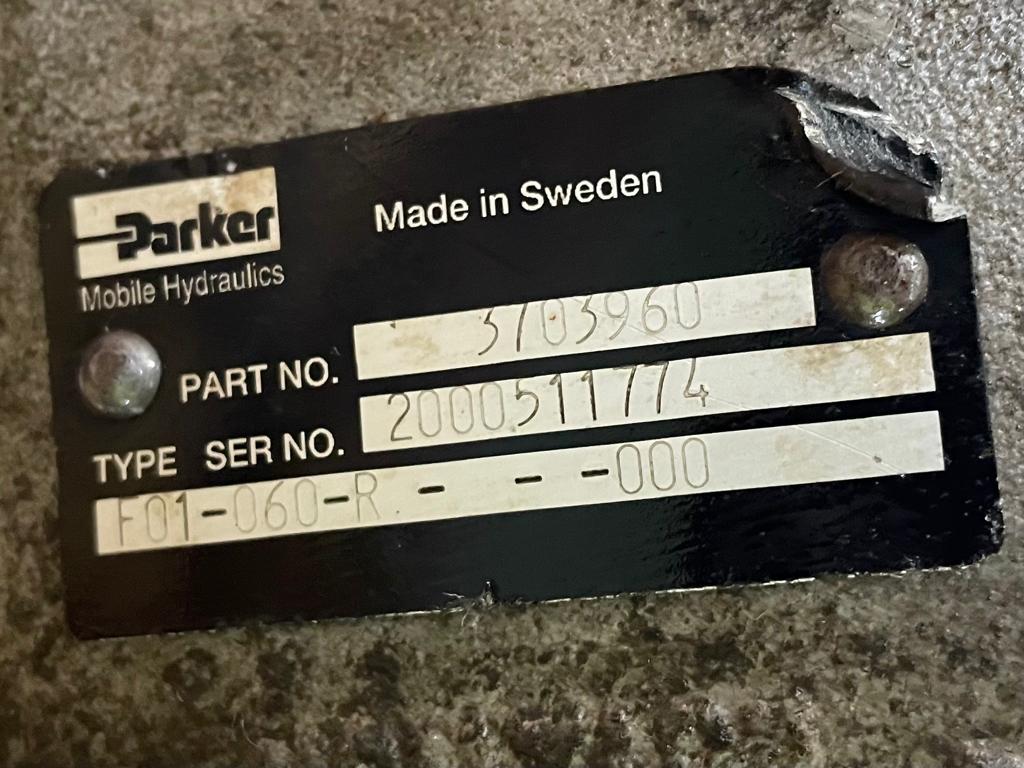 Parker
Mobile Hydraulics
Made in Sweden
PART NO. 3703960
TYPE SER NO. 2000511774
F01-060-R - - -000